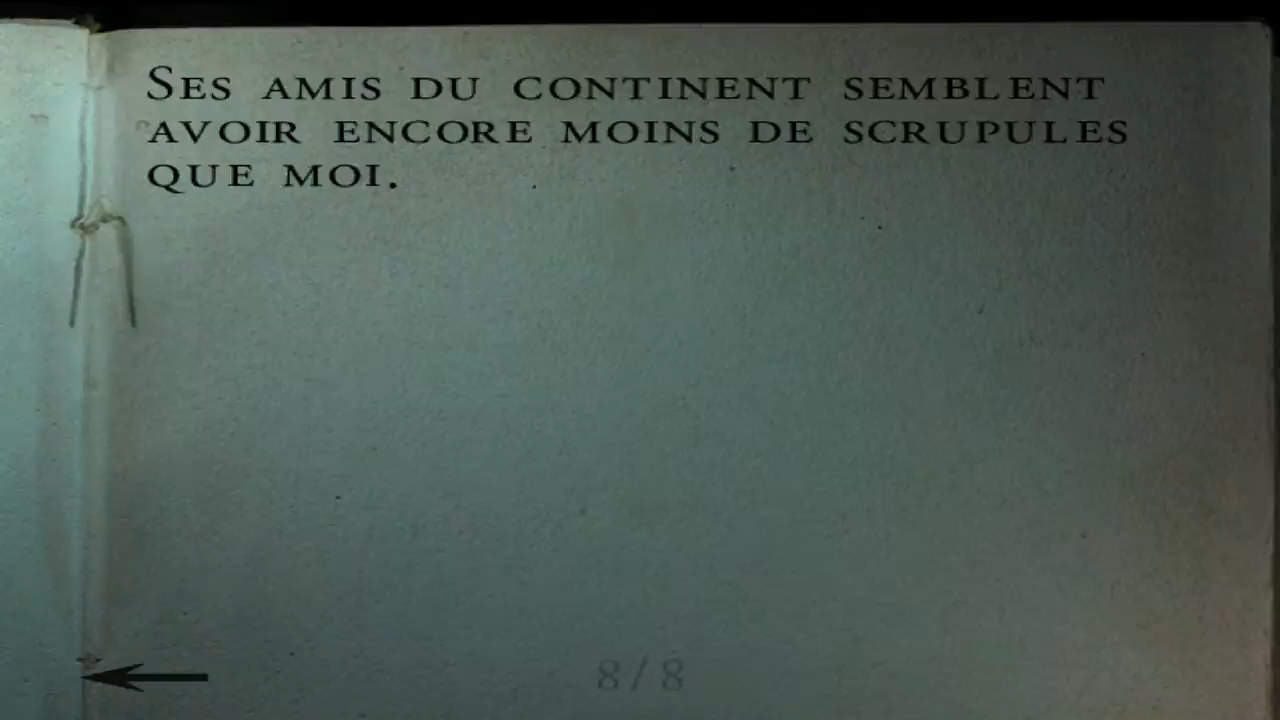 Ses amis du continent semblent
avoir encore moins de scrupules
que moi.
8/8